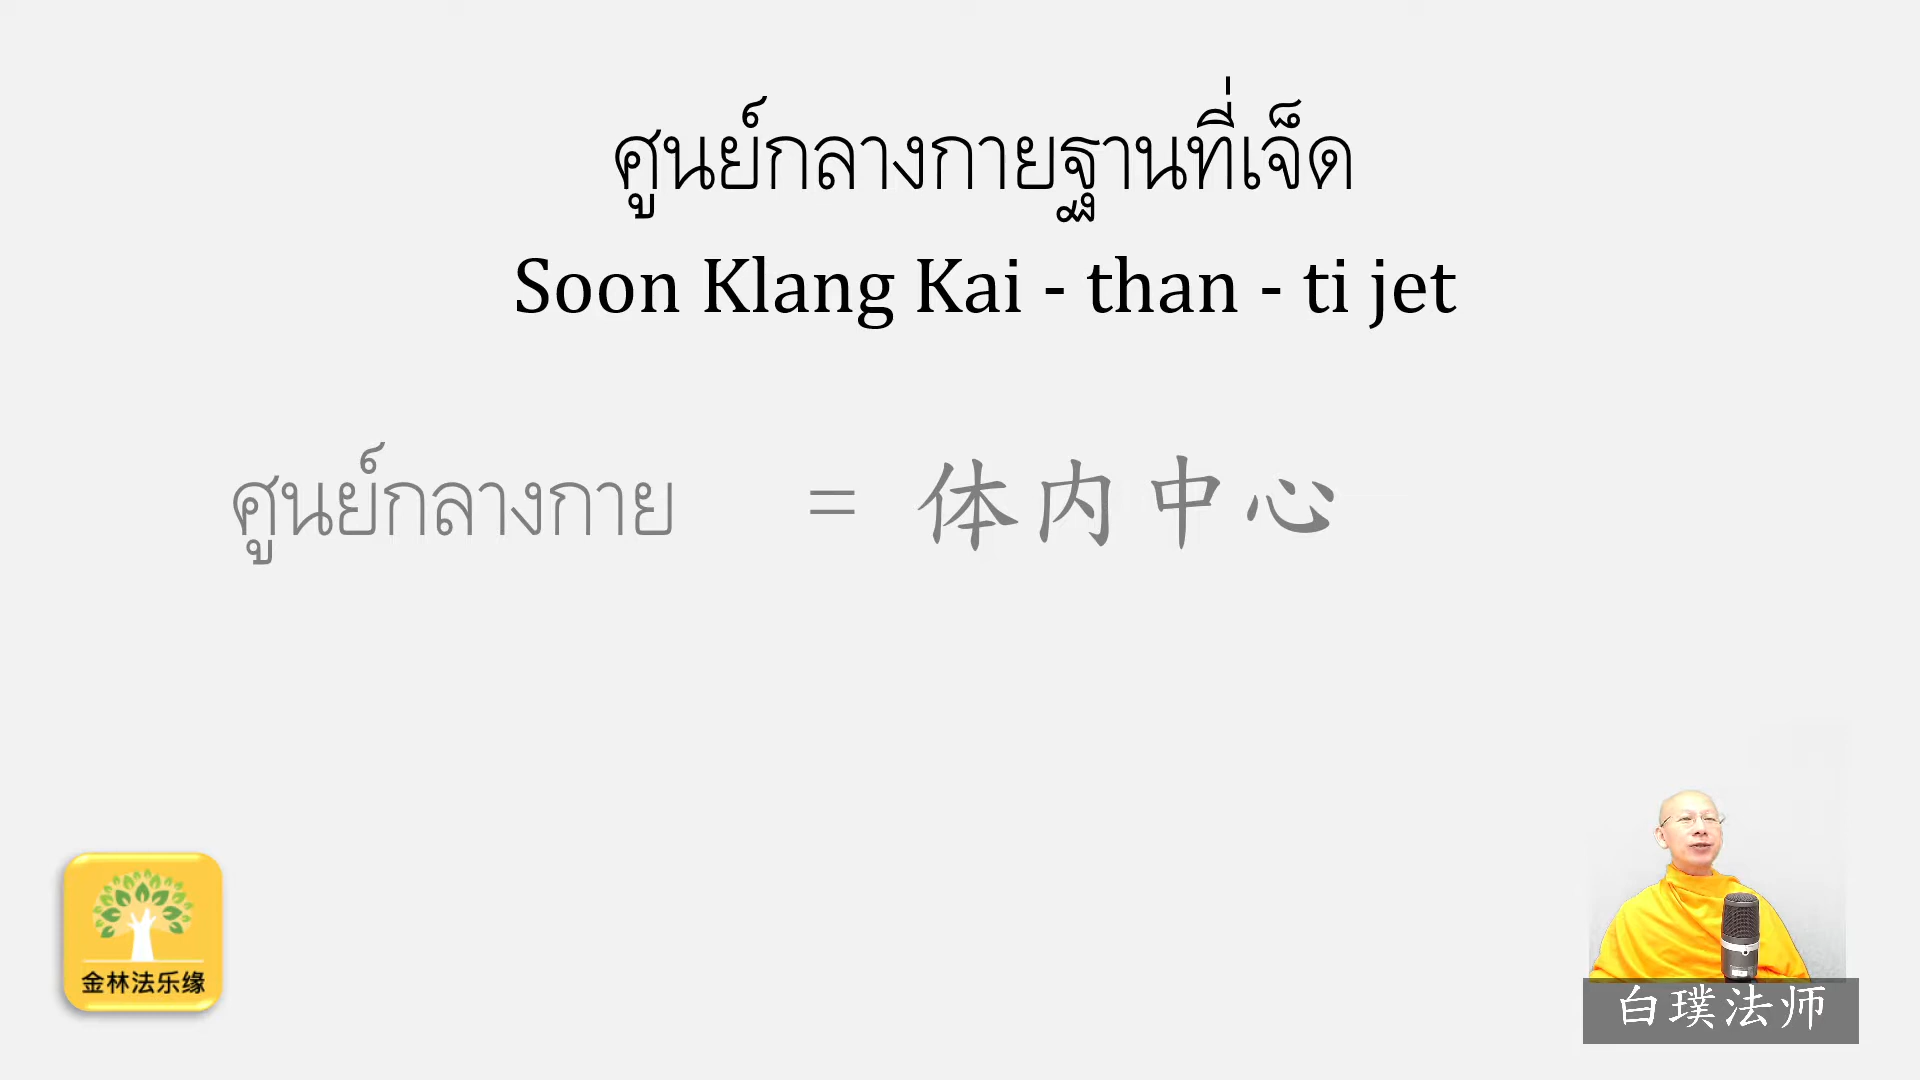 ศูนย์กลางกายฐานที่เจ็ด
Soon Klang Kai - than - ti jet
ศูนย์กลางกาย = 体内中心
金林法乐缘
白璞法师